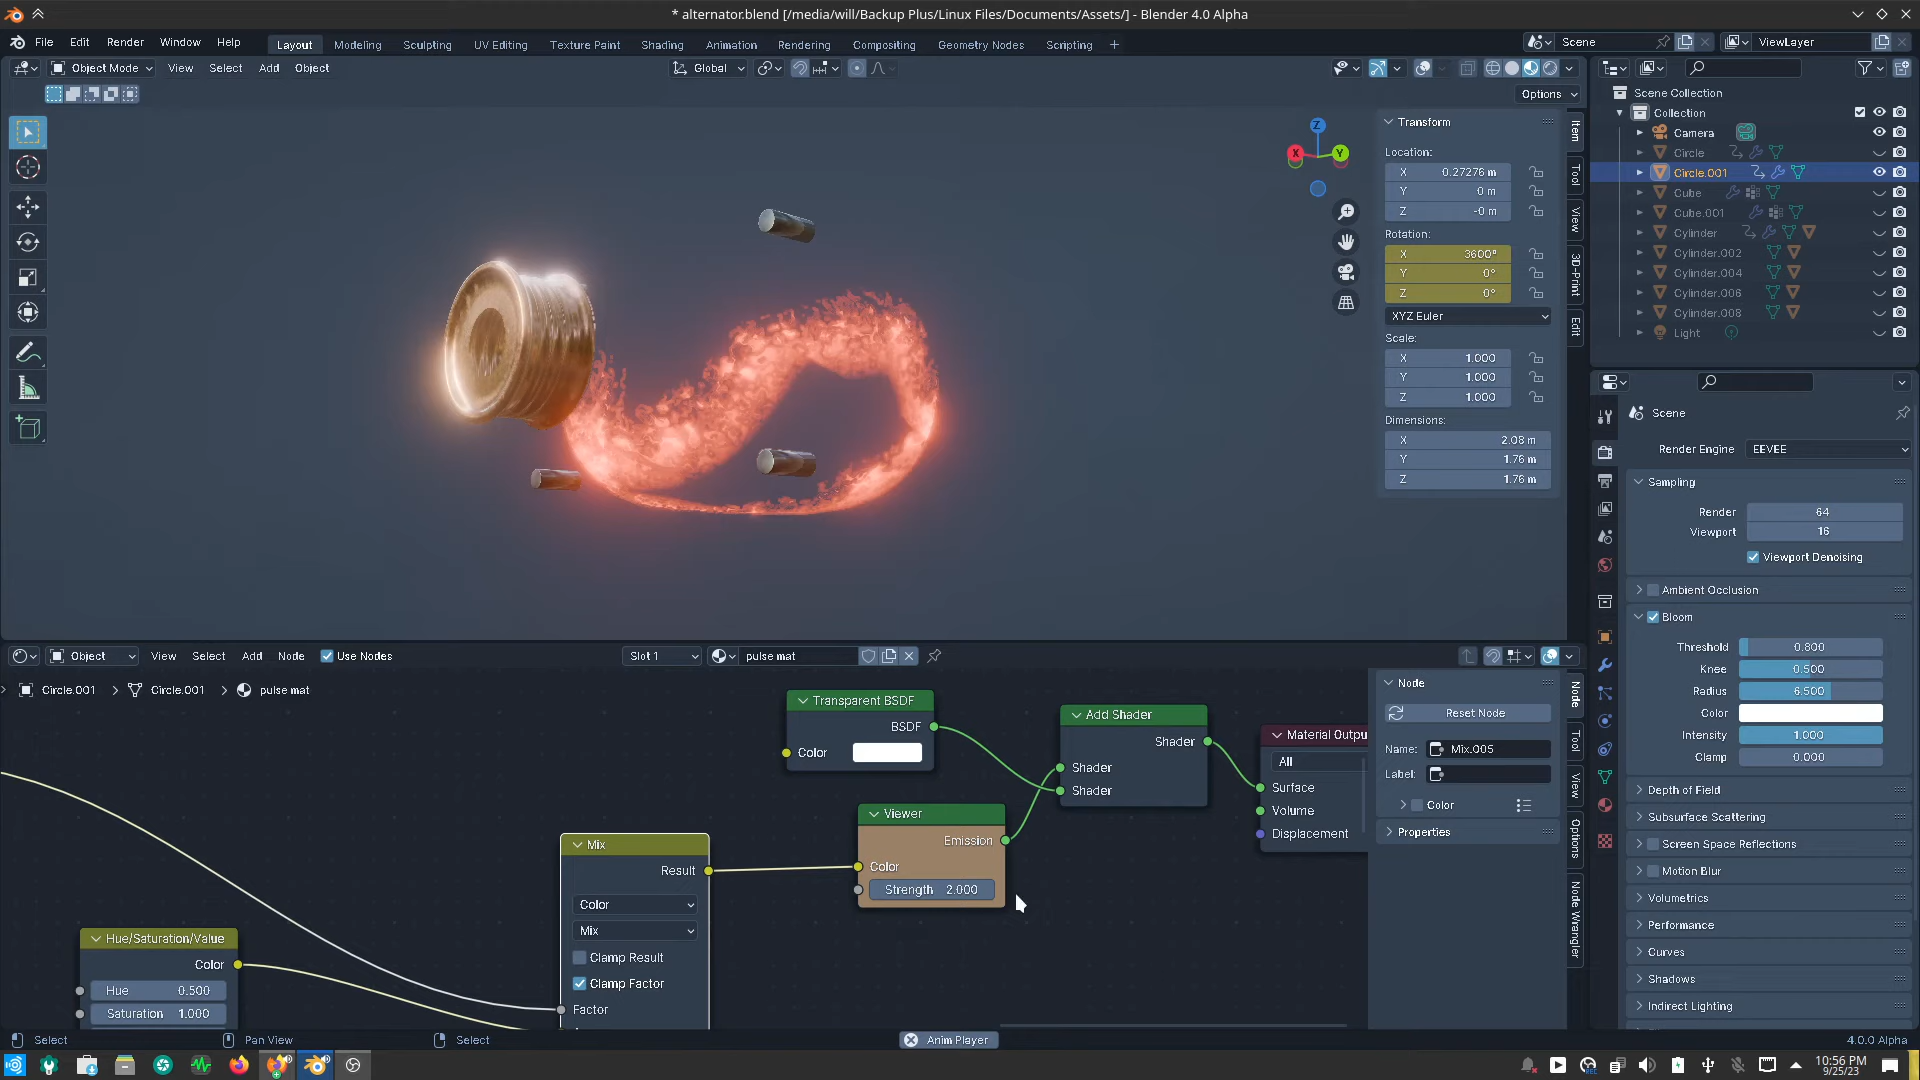 * alternator.blend [/media/will/Backup Plus/Linux Files/Documents/Assets/] - Blender 4.0 Alpha
File Edit Render Window Help Layout Modeling Sculpting UV Editing Texture Paint Shading Animation Rendering Compositing Geometry Nodes Scripting + Scene ViewLayer
Object Mode View Select Add Object Global
Options
Z
X
Y
Transform
Location:
X 0.27276 m
Y 0 m
Z -0 m
Rotation:
X 3600°
Y 0°
Z 0°
XYZ Euler
Scale:
X 1.000
Y 1.000
Z 1.000
Dimensions:
X 2.08 m
Y 1.76 m
Z 1.76 m
Item
Tool
View
3D-Print
Edit
Scene Collection
Collection
Camera
Circle
Circle.001
Cube
Cube.001
Cylinder
Cylinder.002
Cylinder.004
Cylinder.006
Cylinder.008
Light
Scene
Render Engine EEVEE
Sampling
Render 64
Viewport 16
Viewport Denoising
Ambient Occlusion
Bloom
Threshold 0.800
Knee 0.500
Radius 6.500
Color
Intensity 1.000
Clamp 0.000
Depth of Field
Subsurface Scattering
Screen Space Reflections
Motion Blur
Volumetrics
Performance
Curves
Shadows
Indirect Lighting
Object View Select Add Node Use Nodes Slot 1 pulse mat
Circle.001 > Circle.001 > pulse mat
Transparent BSDF
BSDF
Color
Add Shader
Shader
Shader
Shader
Material Outpu
All
Surface
Volume
Displacement
Viewer
Emission
Color
Strength 2.000
Mix
Result
Color
Mix
Clamp Result
Clamp Factor
Factor
Hue/Saturation/Value
Color
Hue 0.500
Saturation 1.000
Node
Reset Node
Name: Mix.005
Label:
Color
Properties
Node
Tool
View
Options
Node Wrangler
Select Pan View Select Anim Player 4.0.0 Alpha
10:56 PM
9/25/23